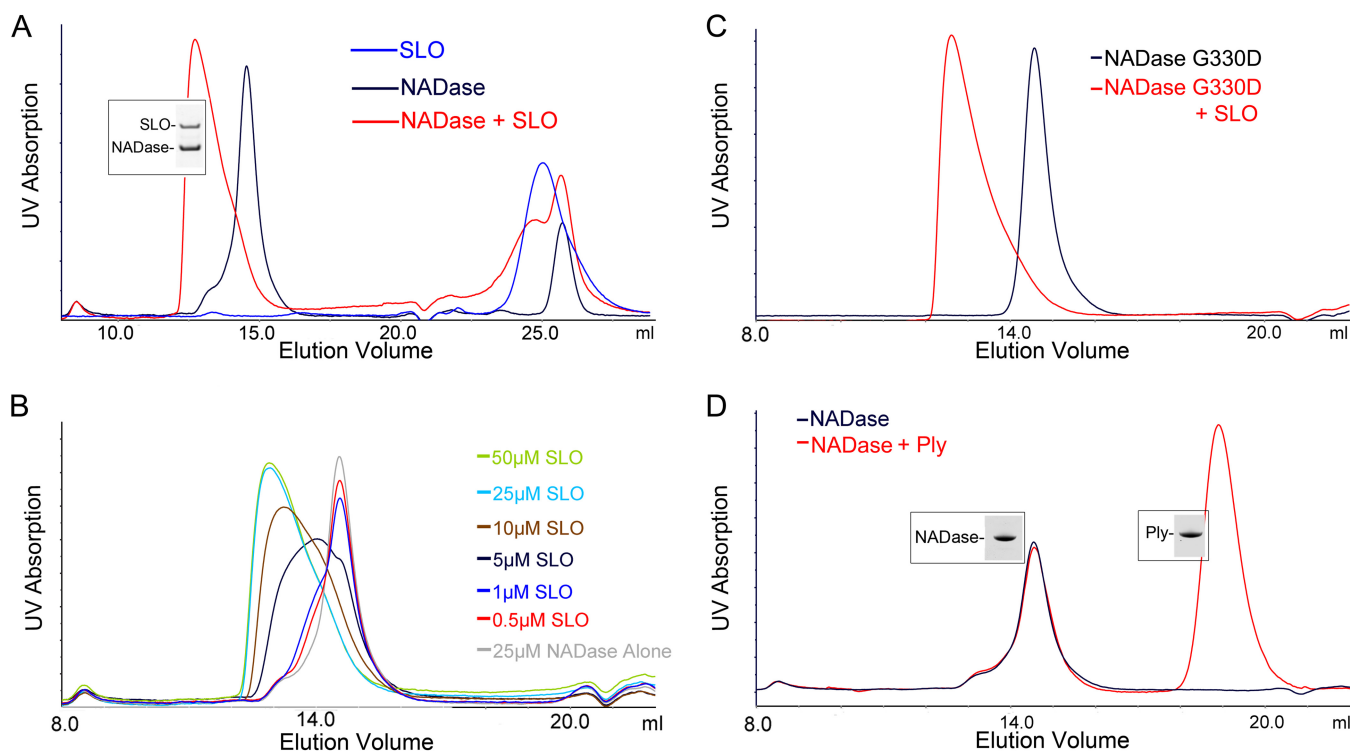 A
UV Absorption
SLO
NADase
NADase + SLO
SLO-
NADase-
10.0 15.0 20.0 25.0 ml
Elution Volume
C
UV Absorption
NADase G330D
NADase G330D
+ SLO
8.0 14.0 20.0 ml
Elution Volume
B
UV Absorption
50µM SLO
25µM SLO
10µM SLO
5µM SLO
1µM SLO
0.5µM SLO
25µM NADase Alone
8.0 14.0 20.0 ml
Elution Volume
D
UV Absorption
NADase
NADase + Ply
NADase-
Ply-
8.0 14.0 20.0 ml
Elution Volume